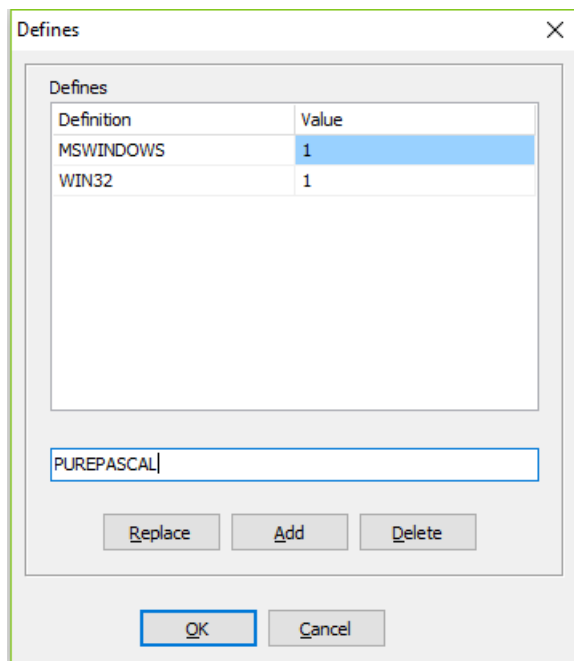 Defines
Defines
Definition Value
MSWINDOWS 1
WIN32 1
PUREPASCAL
Replace Add Delete
OK Cancel